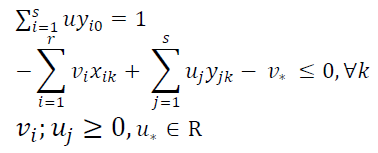 ∑_{i=1}^{s} uy_{i0} = 1
−∑_{i=1}^{r} v_i x_{ik} + ∑_{j=1}^{s} u_j y_{jk} − v_* ≤ 0, ∀k
v_i; u_j ≥ 0, u_* ∈ R